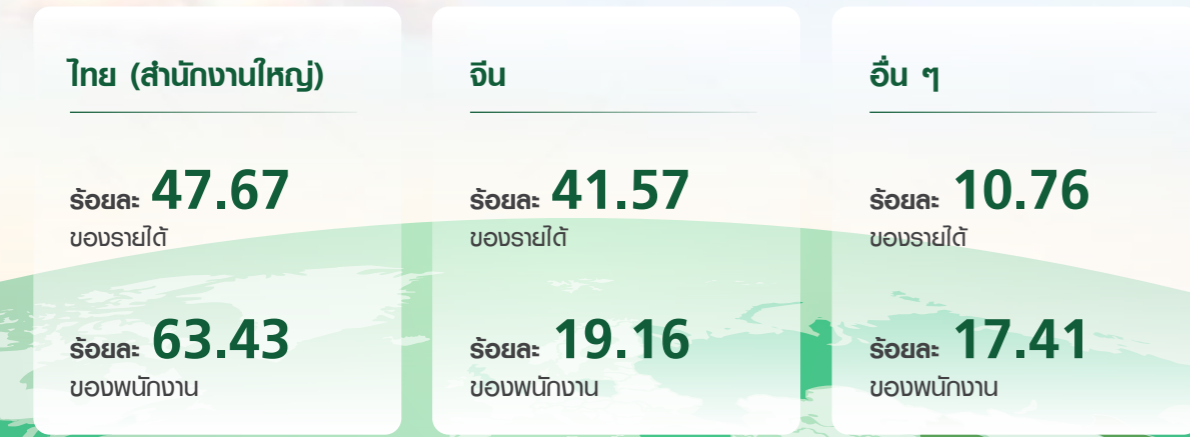 ไทย (สำนักงานใหญ่)
ร้อยละ 47.67
ของรายได้
ร้อยละ 63.43
ของพนักงาน
จีน
ร้อยละ 41.57
ของรายได้
ร้อยละ 19.16
ของพนักงาน
อื่น ๆ
ร้อยละ 10.76
ของรายได้
ร้อยละ 17.41
ของพนักงาน